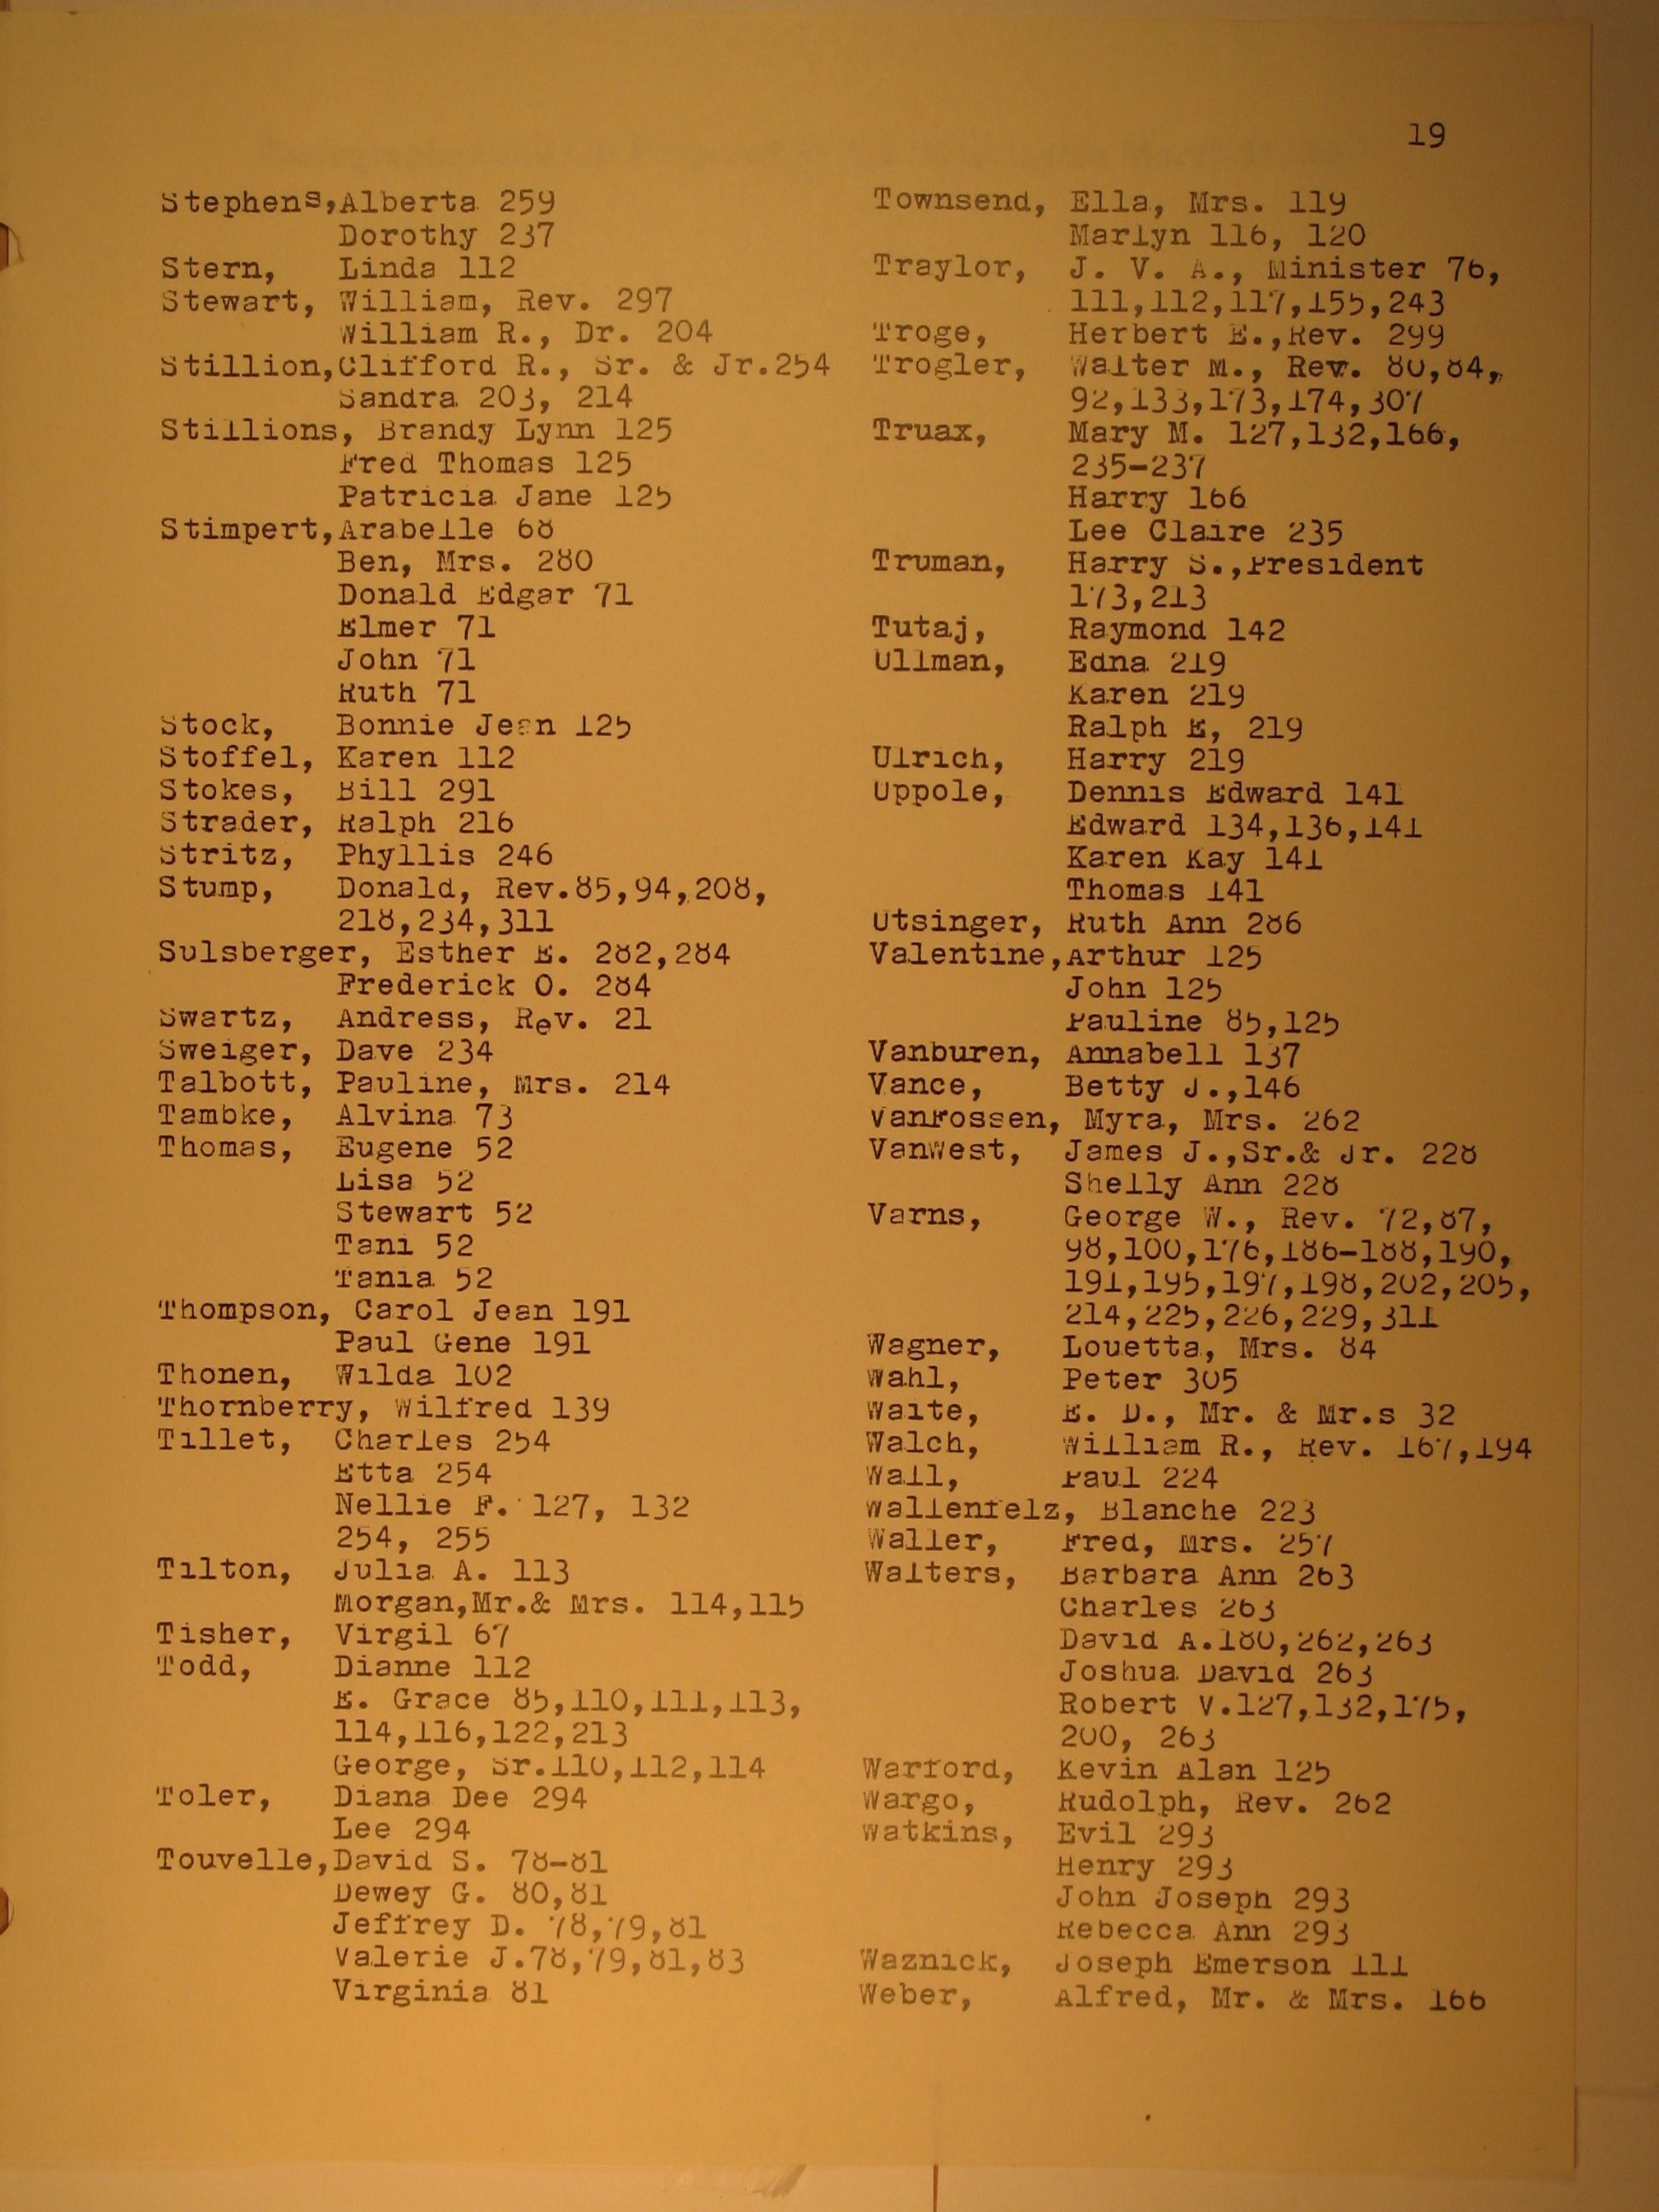 19
Stephens,Alberta 259
Dorothy 237
Stern, Linda 112
Stewart, William, Rev. 297
William R., Dr. 204
Stillion,Clifford R., Sr. & Jr.254
Sandra 203, 214
Stillions, Brandy Lynn 125
Fred Thomas 125
Patricia Jane 125
Stimpert,Arabelle 68
Ben, Mrs. 280
Donald Edgar 71
Elmer 71
John 71
Ruth 71
Stock, Bonnie Jean 125
Stoffel, Karen 112
Stokes, Bill 291
Strader, Ralph 216
Stritz, Phyllis 246
Stump, Donald, Rev.85,94,208,
218,234,311
Sulsberger, Esther E. 282,284
Frederick O. 284
Swartz, Andress, Rev. 21
Sweiger, Dave 234
Talbott, Pauline, Mrs. 214
Tambke, Alvina 73
Thomas, Eugene 52
Lisa 52
Stewart 52
Tani 52
Tania 52
Thompson, Carol Jean 191
Paul Gene 191
Thonen, Wilda 102
Thornberry, Wilfred 139
Tillet, Charles 254
Etta 254
Nellie F. 127, 132
254, 255
Tilton, Julia A. 113
Morgan,Mr.& Mrs. 114,115
Tisher, Virgil 67
Todd, Dianne 112
E. Grace 85,110,111,113,
114,116,122,213
George, Sr.110,112,114
Toler, Diana Dee 294
Lee 294
Touvelle,David S. 78-81
Dewey G. 80,81
Jeffrey D. 78,79,81
Valerie J.78,79,81,83
Virginia 81
Townsend, Ella, Mrs. 119
Marlyn 116, 120
Traylor, J. V. A., Minister 76,
111,112,117,155,243
Troge, Herbert E.,Rev. 299
Trogler, Walter M., Rev. 80,84,
92,133,173,174,307
Truax, Mary M. 127,132,166,
235-237
Harry 166
Lee Claire 235
Truman, Harry S.,President
173,213
Tutaj, Raymond 142
Ullman, Edna 219
Karen 219
Ralph E, 219
Ulrich, Harry 219
Uppole, Dennis Edward 141
Edward 134,136,141
Karen Kay 141
Thomas 141
Utsinger, Ruth Ann 286
Valentine,Arthur 125
John 125
Pauline 85,125
Vanburen, Annabell 137
Vance, Betty J.,146
VanFossen, Myra, Mrs. 262
VanWest, James J.,Sr.& Jr. 228
Shelly Ann 228
Varns, George W., Rev. 72,87,
98,100,176,186-188,190,
191,195,197,198,202,205,
214,225,226,229,311
Wagner, Louetta, Mrs. 84
Wahl, Peter 305
Waite, E. D., Mr. & Mr.s 32
Walch, William R., Rev. 167,194
Wall, Paul 224
Wallenfelz, Blanche 223
Waller, Fred, Mrs. 257
Walters, Barbara Ann 263
Charles 263
David A.180,262,263
Joshua David 263
Robert V.127,132,175,
200, 263
Warford, Kevin Alan 125
Wargo, Rudolph, Rev. 262
Watkins, Evil 293
Henry 293
John Joseph 293
Rebecca Ann 293
Waznick, Joseph Emerson 111
Weber, Alfred, Mr. & Mrs. 166